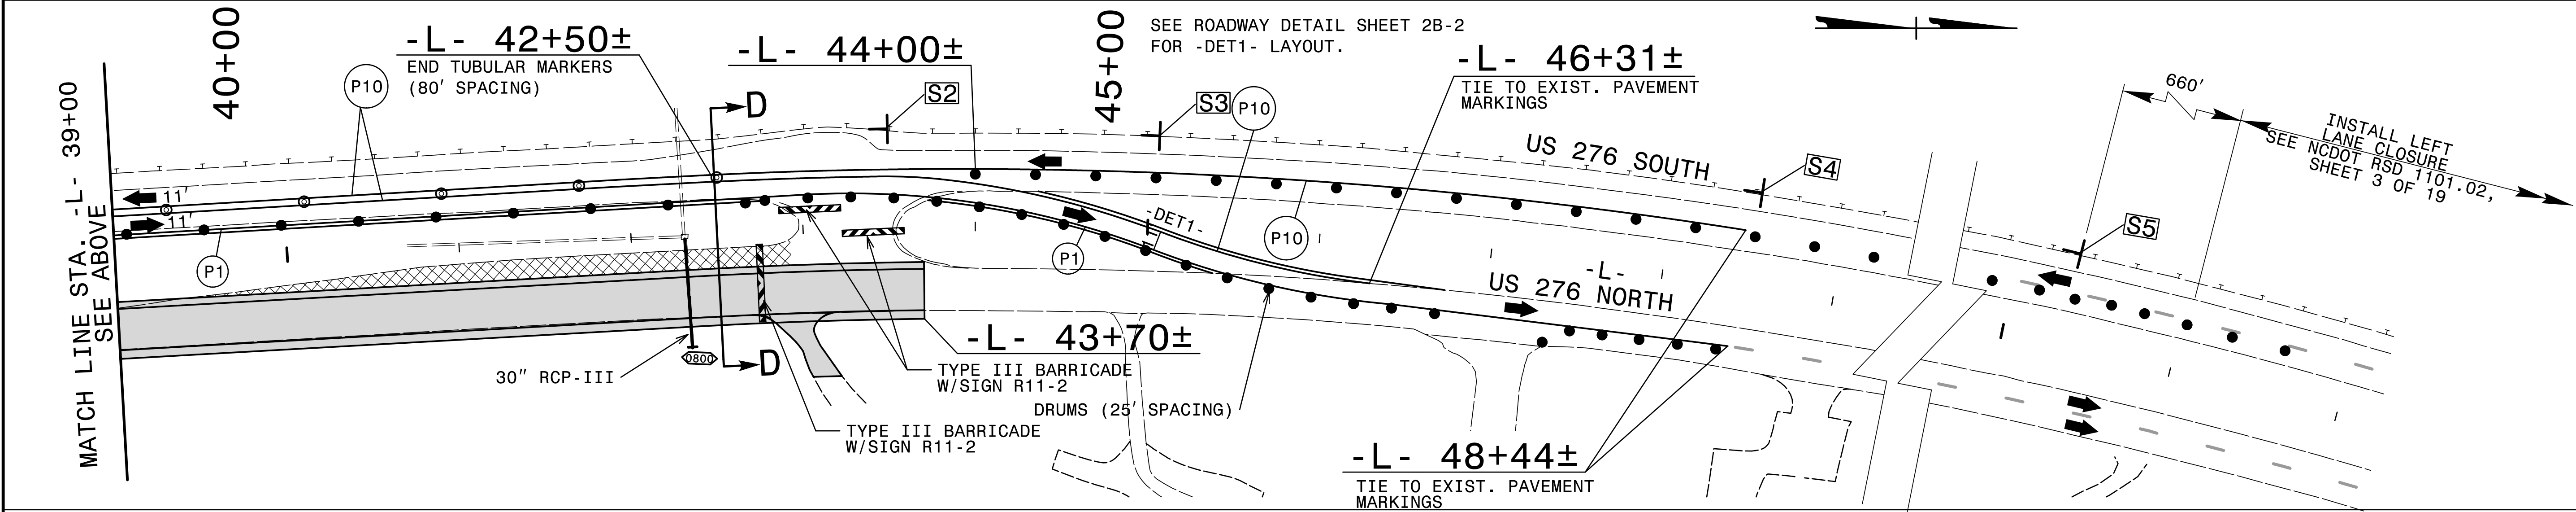 MATCH LINE STA. -L- 39+00
SEE ABOVE
40+00
P10
-L- 42+50±
END TUBULAR MARKERS
(80' SPACING)
-L- 44+00±
D
S2
45+00
SEE ROADWAY DETAIL SHEET 2B-2
FOR -DET1- LAYOUT.
S3
P10
-L- 46+31±
TIE TO EXIST. PAVEMENT
MARKINGS
US 276 SOUTH
S4
660'
INSTALL LEFT
LANE CLOSURE
SEE NCDOT RSD 1101.02,
SHEET 3 OF 19
S5
11'
11'
P1
-DET1-
P1
P10
-L-
US 276 NORTH
0800
30" RCP-III
D
-L- 43+70±
TYPE III BARRICADE
W/SIGN R11-2
DRUMS (25' SPACING)
TYPE III BARRICADE
W/SIGN R11-2
-L- 48+44±
TIE TO EXIST. PAVEMENT
MARKINGS